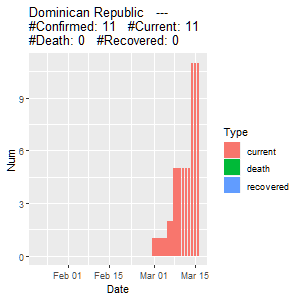 Dominican Republic   ---
#Confirmed: 11   #Current: 11
#Death: 0   #Recovered: 0
9
6
3
0
Num
Feb 01
Feb 15
Mar 01
Mar 15
Date
Type
current
death
recovered